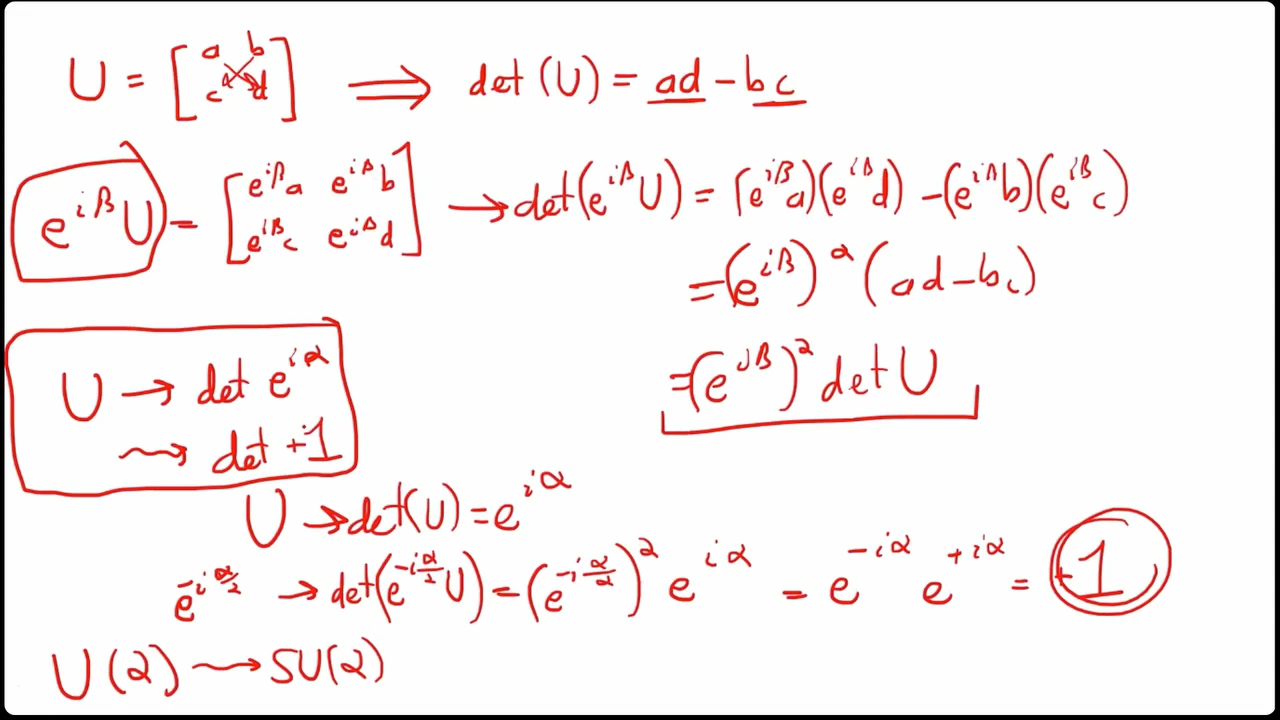 U = [a b; c d] ⟹ det (U) = ad - bc
e^{iβ}U = [e^{iβ}a e^{iβ}b; e^{iβ}c e^{iβ}d] → det(e^{iβ}U) = (e^{iβ}a)(e^{iβ}d) - (e^{iβ}b)(e^{iβ}c)
= (e^{iβ})^2 (ad-bc)
= (e^{iβ})^2 det U
U → det e^{iα}
⇝ det +1
U → det(U) = e^{iα}
e^{-iα/2} → det(e^{-iα/2}U) = (e^{-iα/2})^2 e^{iα} = e^{-iα} e^{+iα} = +1
U(2) ⇝ SU(2)